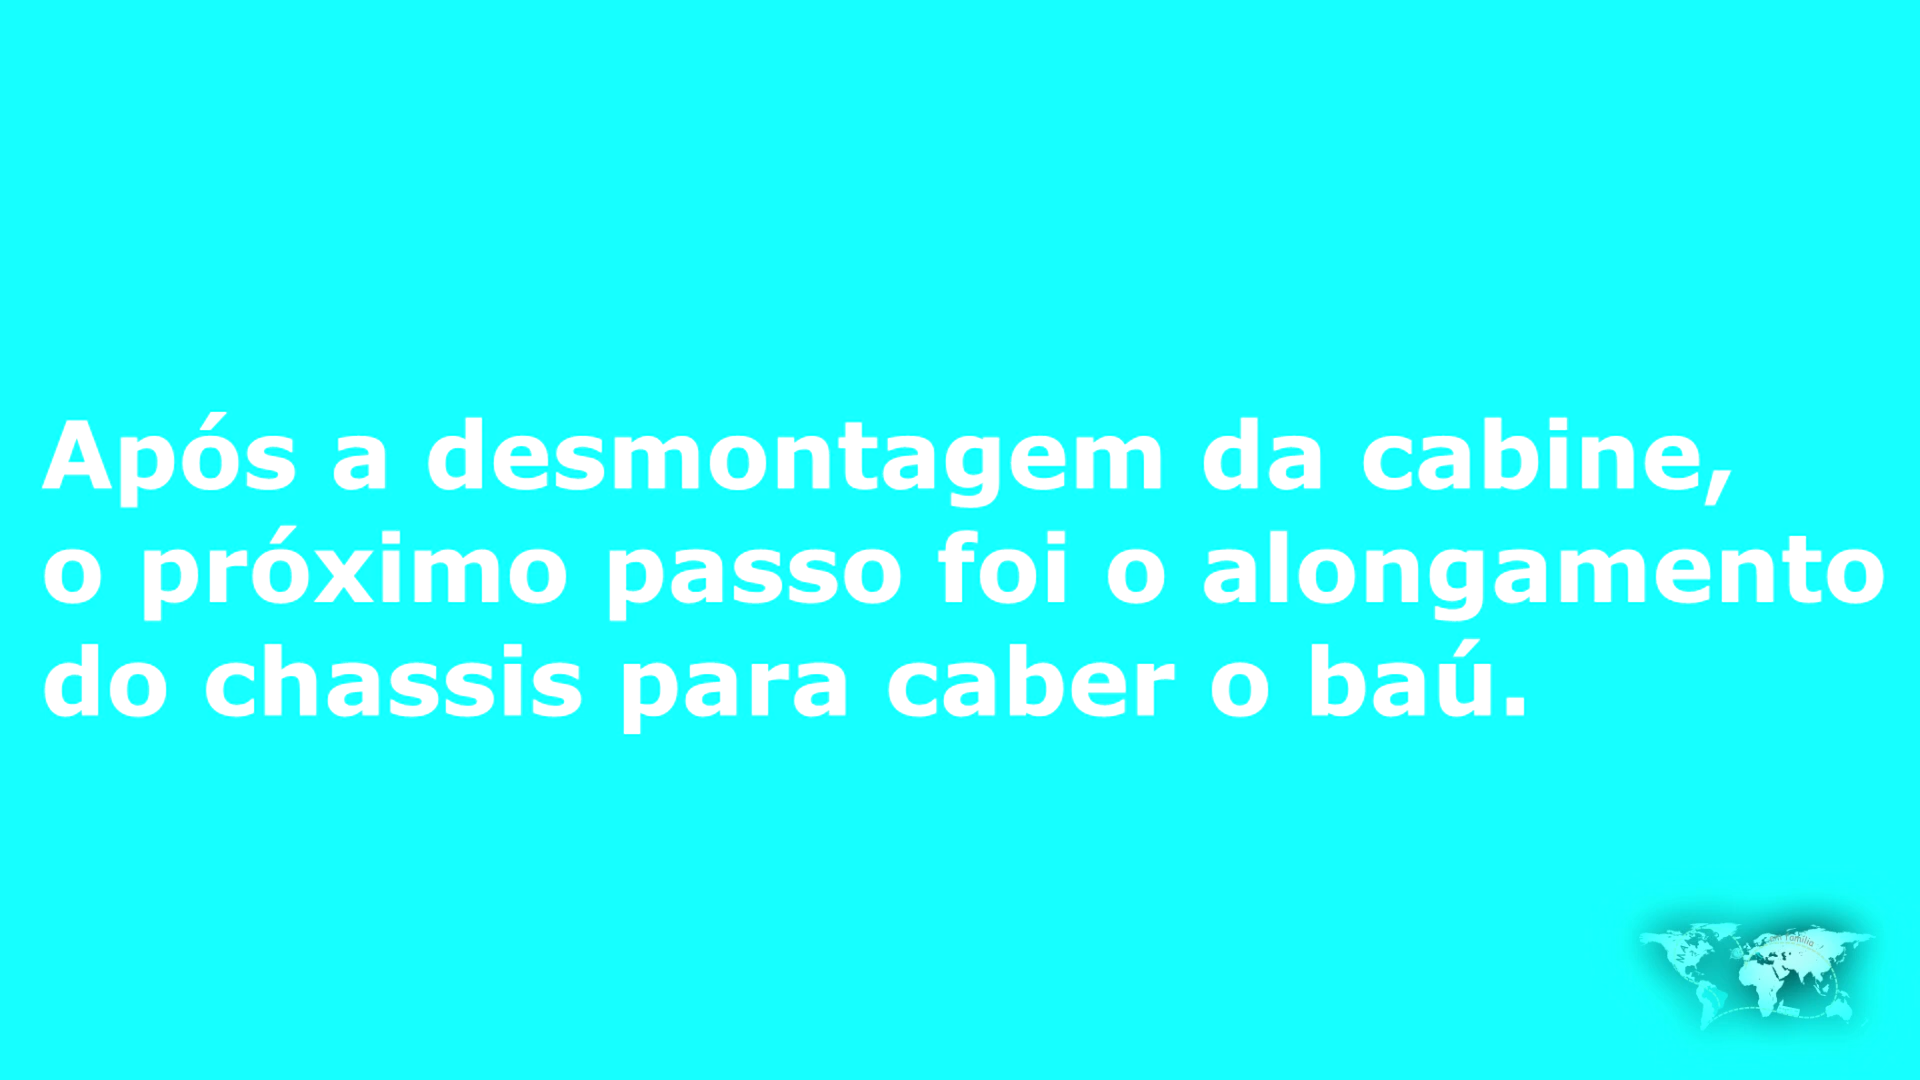 Após a desmontagem da cabine,
o próximo passo foi o alongamento
do chassis para caber o baú.